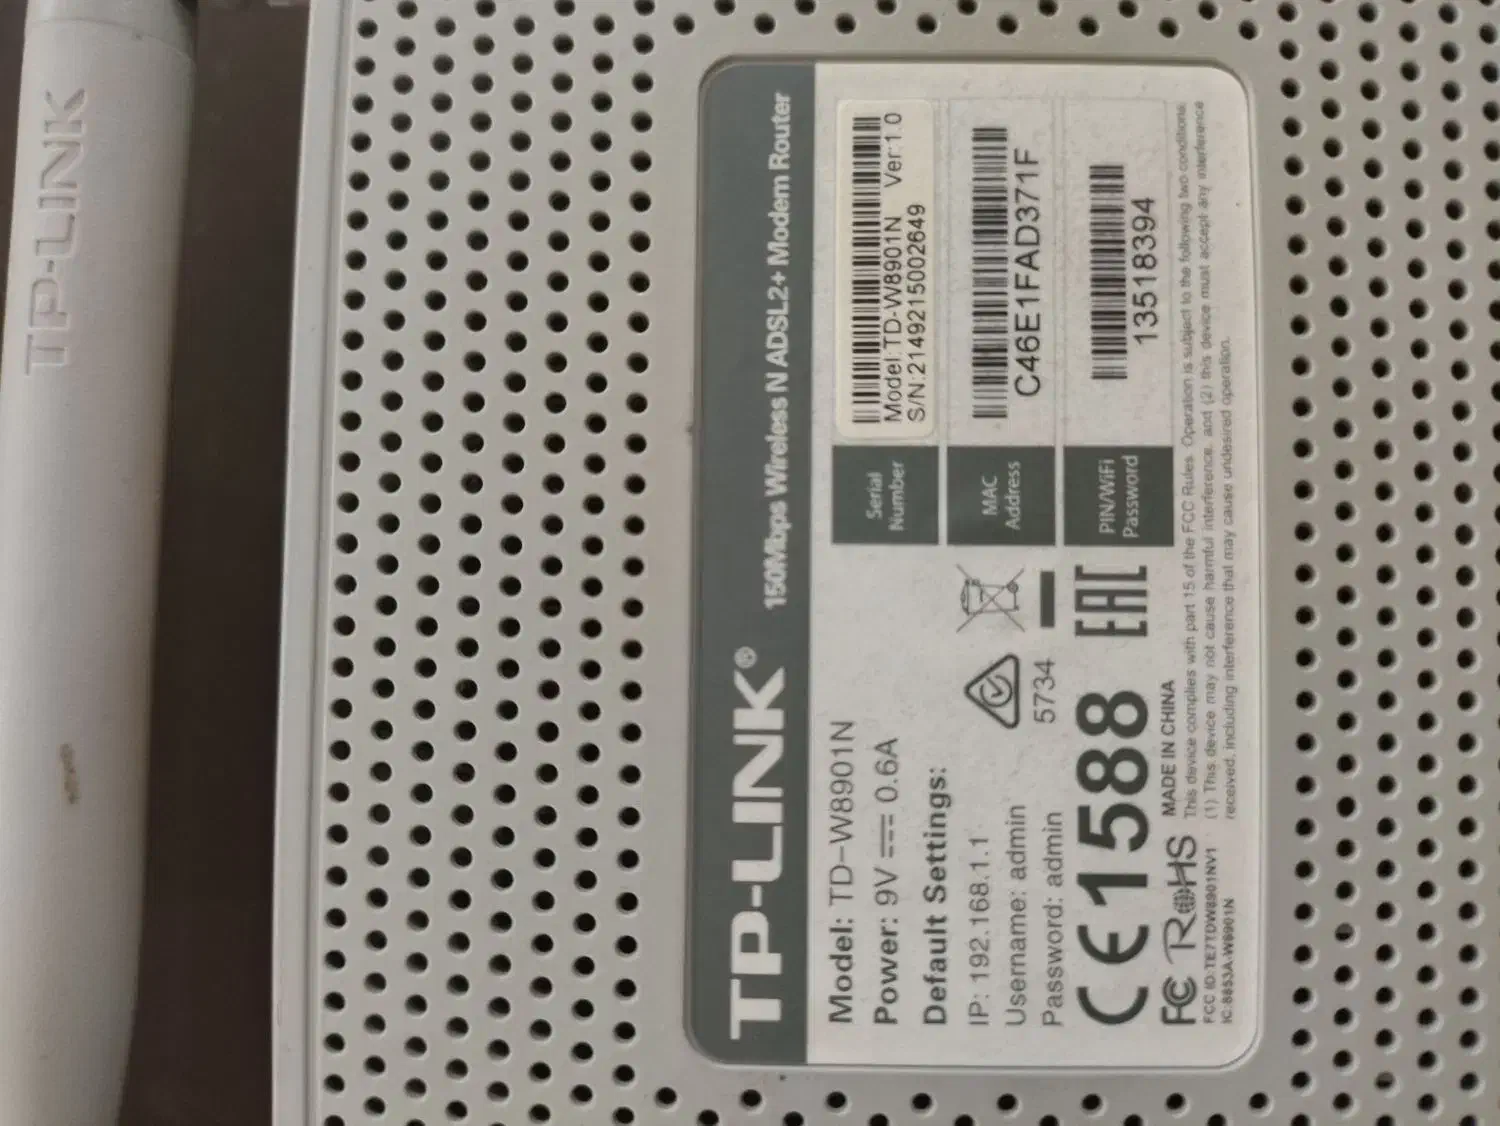 TP-LINK
TP-LINK® 150Mbps Wireless N ADSL2+ Modem Router
Model: TD-W8901N
Power: 9V ⎓ 0.6A
Default Settings:
IP: 192.168.1.1
Username: admin
Password: admin
5734
CE1588
EAC
Serial
Number
Model:TD-W8901N Ver:1.0
S/N:2149215002649
MAC
Address
C46E1FAD371F
PIN/WiFi
Password
13518394
FC RoHS MADE IN CHINA
FCC ID:TE7TDW8901NV1
IC:8853A-W8901N
This device complies with part 15 of the FCC Rules. Operation is subject to the following two conditions:
(1) This device may not cause harmful interference, and (2) this device must accept any interference
received, including interference that may cause undesired operation.